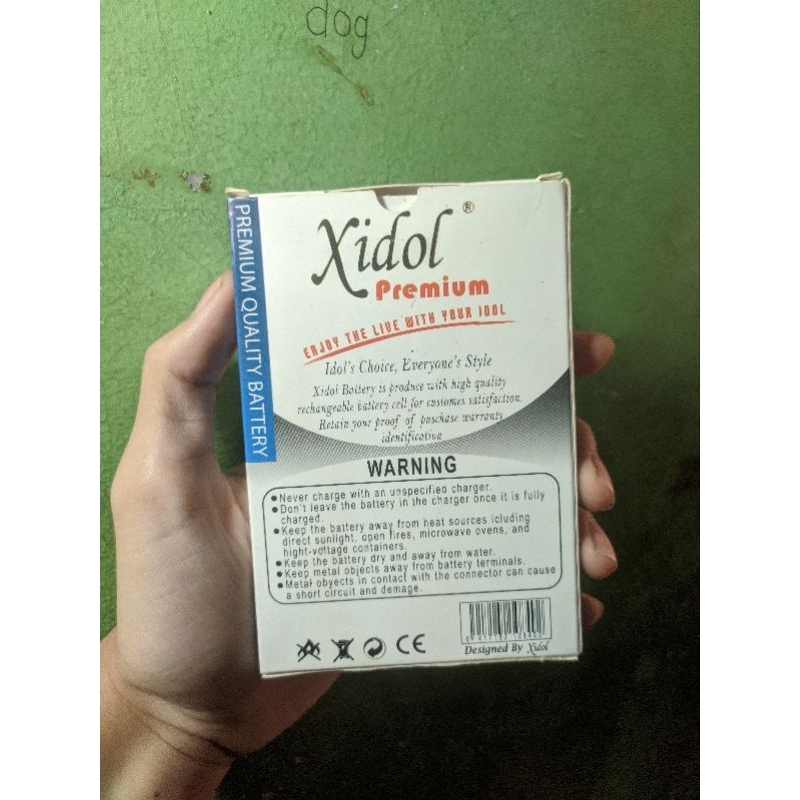 dog
PREMIUM QUALITY BATTERY
Xidol ®
Premium
ENJOY THE LIVE WITH YOUR IDOL
Idol's Choice, Everyone's Style
Xidol Battery is produce with high quality
rechargeable battery cell for customes satisfaction.
Retain your proof of puschase warranty
identification
WARNING
●Never charge with an unspecified charger.
●Don't leave the battery in the charger once it is fully
charged.
●Keep the battery away from heat sources icluding
direct sunlight, open fires, microwave ovens, and
high-voltage containers.
●Keep the battery dry and away from water.
●Keep metal objects away from battery terminals.
●Metal objects in contact with the connector can cause
a short circuit and demage.
CE
Designed By Xidol